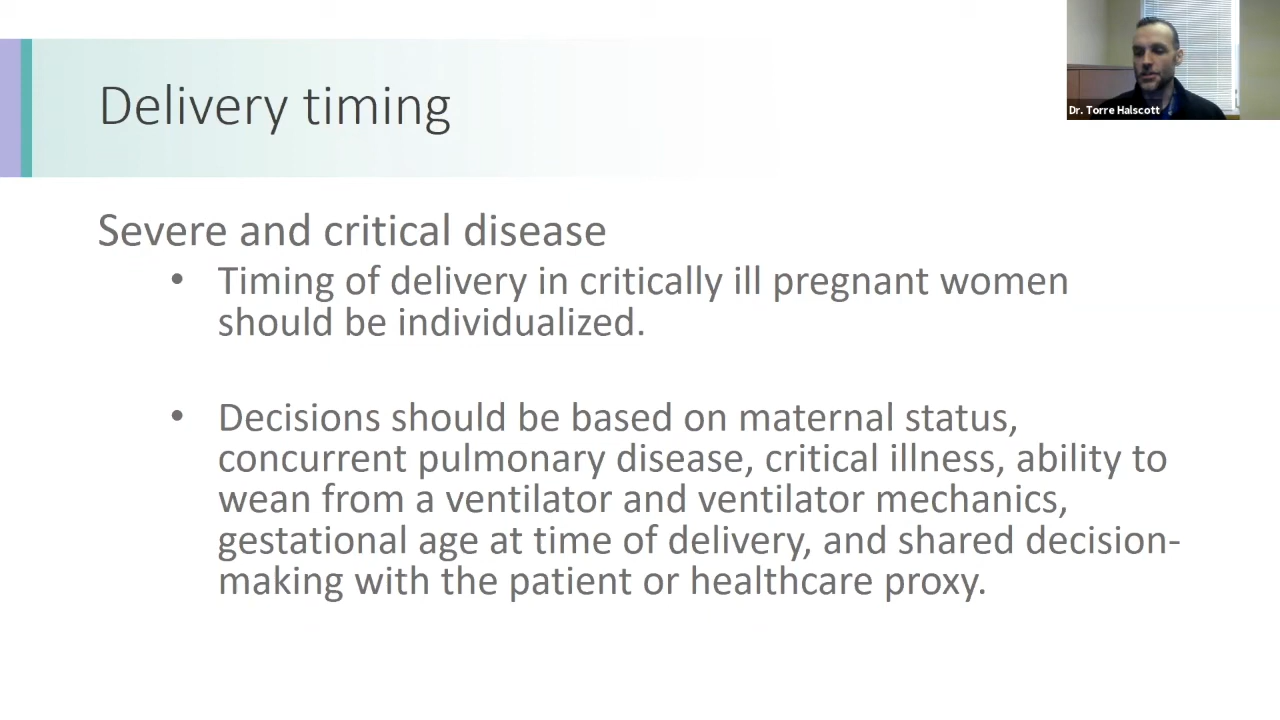 Dr. Torre Halscott
Delivery timing
Severe and critical disease
• Timing of delivery in critically ill pregnant women
should be individualized.
• Decisions should be based on maternal status,
concurrent pulmonary disease, critical illness, ability to
wean from a ventilator and ventilator mechanics,
gestational age at time of delivery, and shared decision-
making with the patient or healthcare proxy.